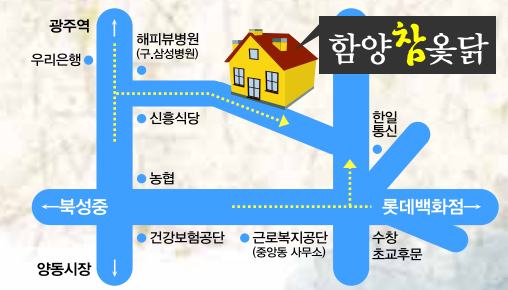 광주역
해피뷰병원
(구.삼성병원)
함양참옻닭
우리은행
신흥식당
한일
통신
농협
북성중
롯데백화점
건강보험공단
근로복지공단
(중앙동 사무소)
수창
초교후문
양동시장